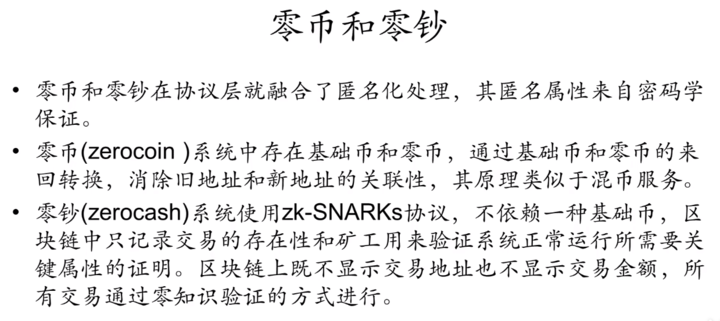 零币和零钞
• 零币和零钞在协议层就融合了匿名化处理，其匿名属性来自密码学
保证。
• 零币(zerocoin )系统中存在基础币和零币，通过基础币和零币的来
回转换，消除旧地址和新地址的关联性，其原理类似于混币服务。
• 零钞(zerocash)系统使用zk-SNARKs协议，不依赖一种基础币，区
块链中只记录交易的存在性和矿工用来验证系统正常运行所需要关
键属性的证明。区块链上既不显示交易地址也不显示交易金额，所
有交易通过零知识验证的方式进行。